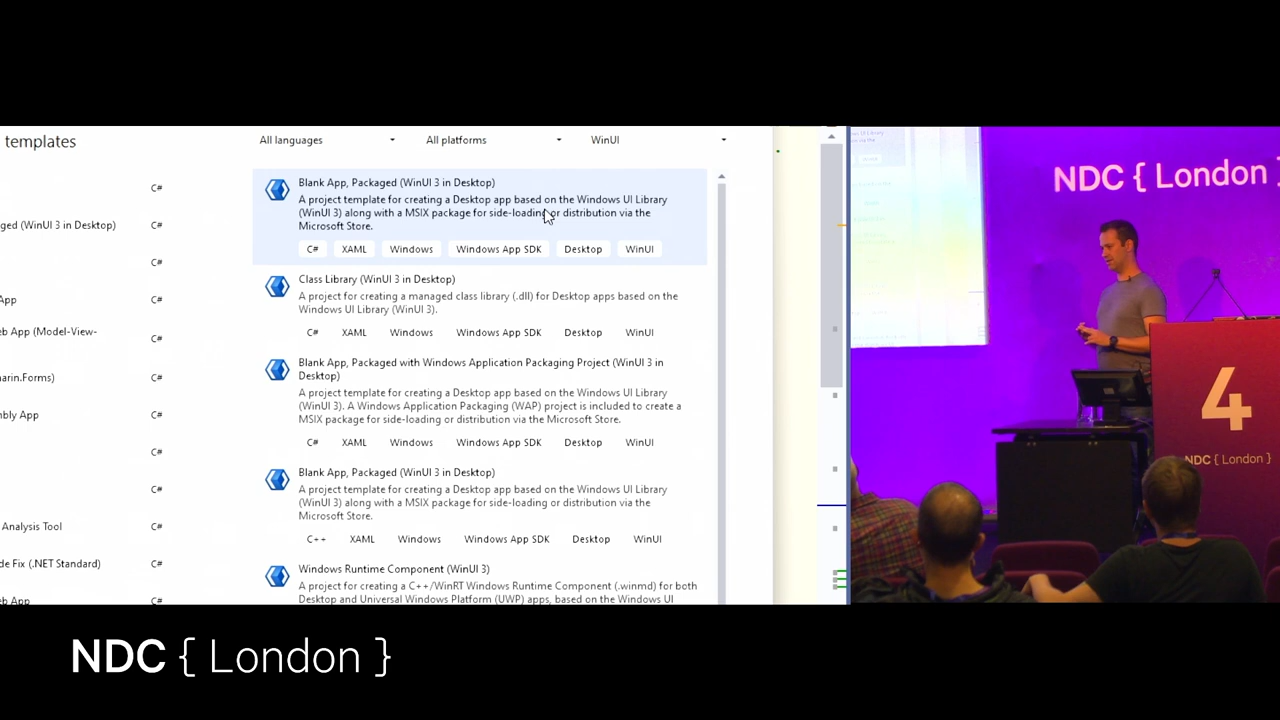 templates
All languages
All platforms
WinUI
C#
ged (WinUI 3 in Desktop)
C#
C#
App
C#
eb App (Model-View-
C#
arin.Forms)
C#
mbly App
C#
C#
C#
Analysis Tool
C#
de Fix (.NET Standard)
C#
eb App
C#
Blank App, Packaged (WinUI 3 in Desktop)
A project template for creating a Desktop app based on the Windows UI Library
(WinUI 3) along with a MSIX package for side-loading or distribution via the
Microsoft Store.
C# XAML Windows Windows App SDK Desktop WinUI
Class Library (WinUI 3 in Desktop)
A project for creating a managed class library (.dll) for Desktop apps based on the
Windows UI Library (WinUI 3).
C# XAML Windows Windows App SDK Desktop WinUI
Blank App, Packaged with Windows Application Packaging Project (WinUI 3 in
Desktop)
A project template for creating a Desktop app based on the Windows UI Library
(WinUI 3). A Windows Application Packaging (WAP) project is included to create a
MSIX package for side-loading or distribution via the Microsoft Store.
C# XAML Windows Windows App SDK Desktop WinUI
Blank App, Packaged (WinUI 3 in Desktop)
A project template for creating a Desktop app based on the Windows UI Library
(WinUI 3) along with a MSIX package for side-loading or distribution via the
Microsoft Store.
C++ XAML Windows Windows App SDK Desktop WinUI
Windows Runtime Component (WinUI 3)
A project for creating a C++/WinRT Windows Runtime Component (.winmd) for both
Desktop and Universal Windows Platform (UWP) apps, based on the Windows UI
NDC { London }
4
NDC { London }
NDC { London }